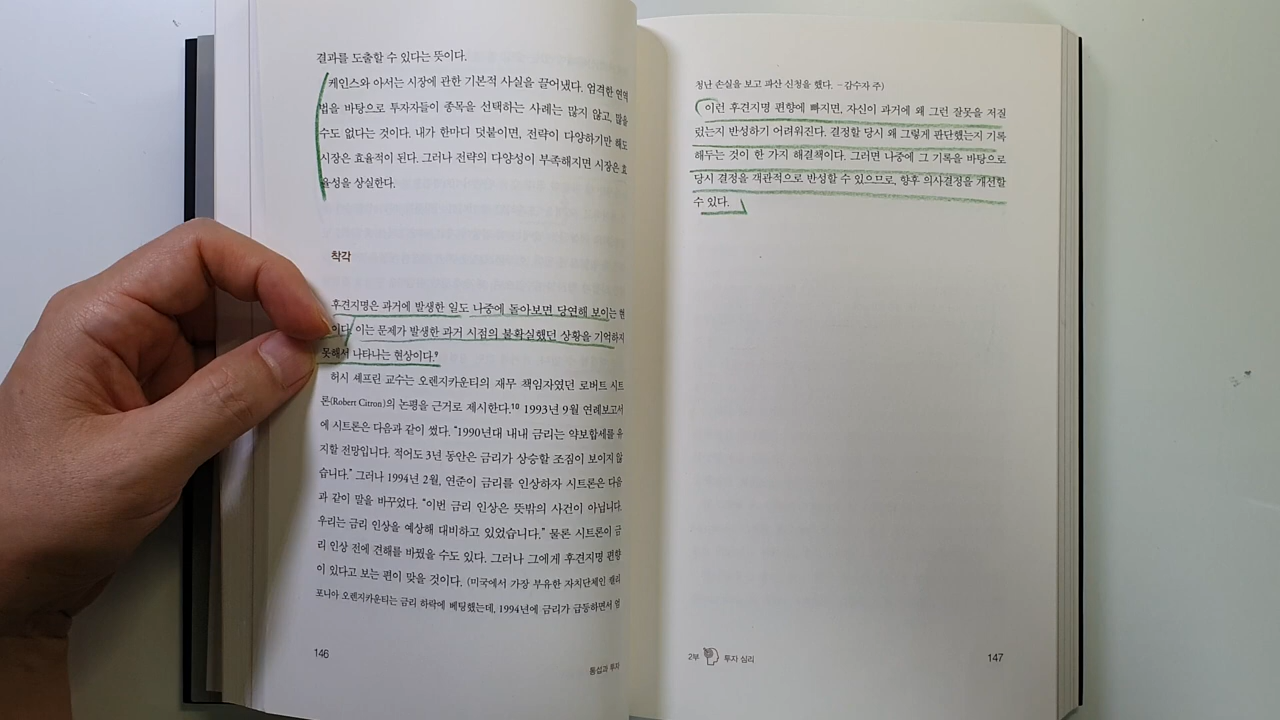 결과를 도출할 수 있다는 뜻이다.
케인스와 아서는 시장에 관한 기본적 사실을 끌어냈다. 엄격한 연역
법을 바탕으로 투자자들이 종목을 선택하는 사례는 많지 않고, 많을
수도 없다는 것이다. 내가 한마디 덧붙이면, 전략이 다양하기만 해도
시장은 효율적이 된다. 그러나 전략의 다양성이 부족해지면 시장은 효
율성을 상실한다.
착각
후견지명은 과거에 발생한 일도 나중에 돌아보면 당연해 보이는 현
이다. 이는 문제가 발생한 과거 시점의 불확실했던 상황을 기억하지
못해서 나타나는 현상이다.9
허시 셰프린 교수는 오렌지카운티의 재무 책임자였던 로버트 시트
론(Robert Citron)의 논평을 근거로 제시한다.10 1993년 9월 연례보고서
에 시트론은 다음과 같이 썼다. “1990년대 내내 금리는 약보합세를 유
지할 전망입니다. 적어도 3년 동안은 금리가 상승할 조짐이 보이지 않
습니다.” 그러나 1994년 2월, 연준이 금리를 인상하자 시트론은 다음
과 같이 말을 바꾸었다. “이번 금리 인상은 뜻밖의 사건이 아닙니다.
우리는 금리 인상을 예상해 대비하고 있었습니다.” 물론 시트론이 금
리 인상 전에 견해를 바꿨을 수도 있다. 그러나 그에게 후견지명 편향
이 있다고 보는 편이 맞을 것이다. (미국에서 가장 부유한 자치단체인 캘리
포니아 오렌지카운티는 금리 하락에 베팅했는데, 1994년에 금리가 급등하면서 엄
146
통섭과 투자
청난 손실을 보고 파산 신청을 했다. - 감수자 주)
이런 후견지명 편향에 빠지면, 자신이 과거에 왜 그런 잘못을 저질
렀는지 반성하기 어려워진다. 결정할 당시 왜 그렇게 판단했는지 기록
해두는 것이 한 가지 해결책이다. 그러면 나중에 그 기록을 바탕으로
당시 결정을 객관적으로 반성할 수 있으므로, 향후 의사결정을 개선할
수 있다.
2부 투자 심리
147